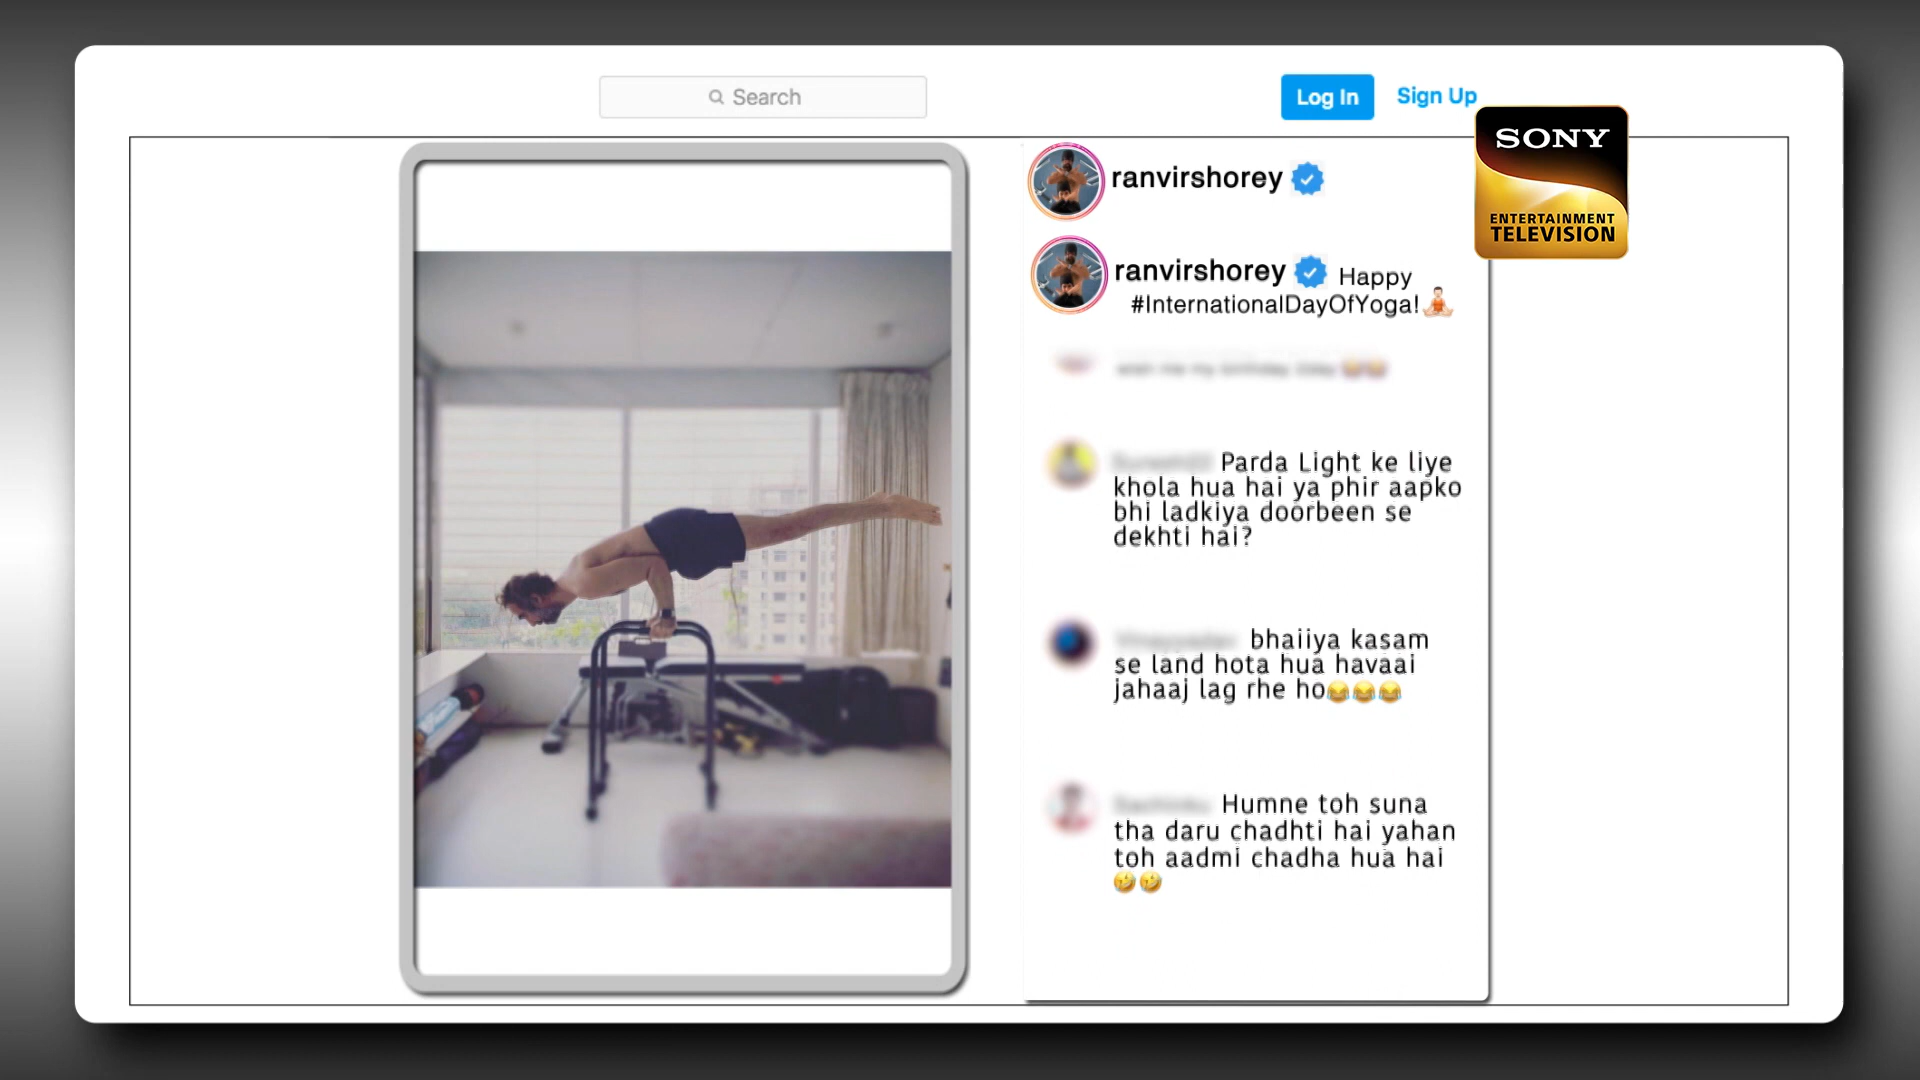 Search
Log In
Sign Up
SONY
ENTERTAINMENT
TELEVISION
ranvirshorey
ranvirshorey Happy
#InternationalDayOfYoga!
Parda Light ke liye
khola hua hai ya phir aapko
bhi ladkiya doorbeen se
dekhti hai?
bhaiiya kasam
se land hota hua havaai
jahaaj lag rhe ho😂😂😂
Humne toh suna
tha daru chadhti hai yahan
toh aadmi chadha hua hai
🤣🤣